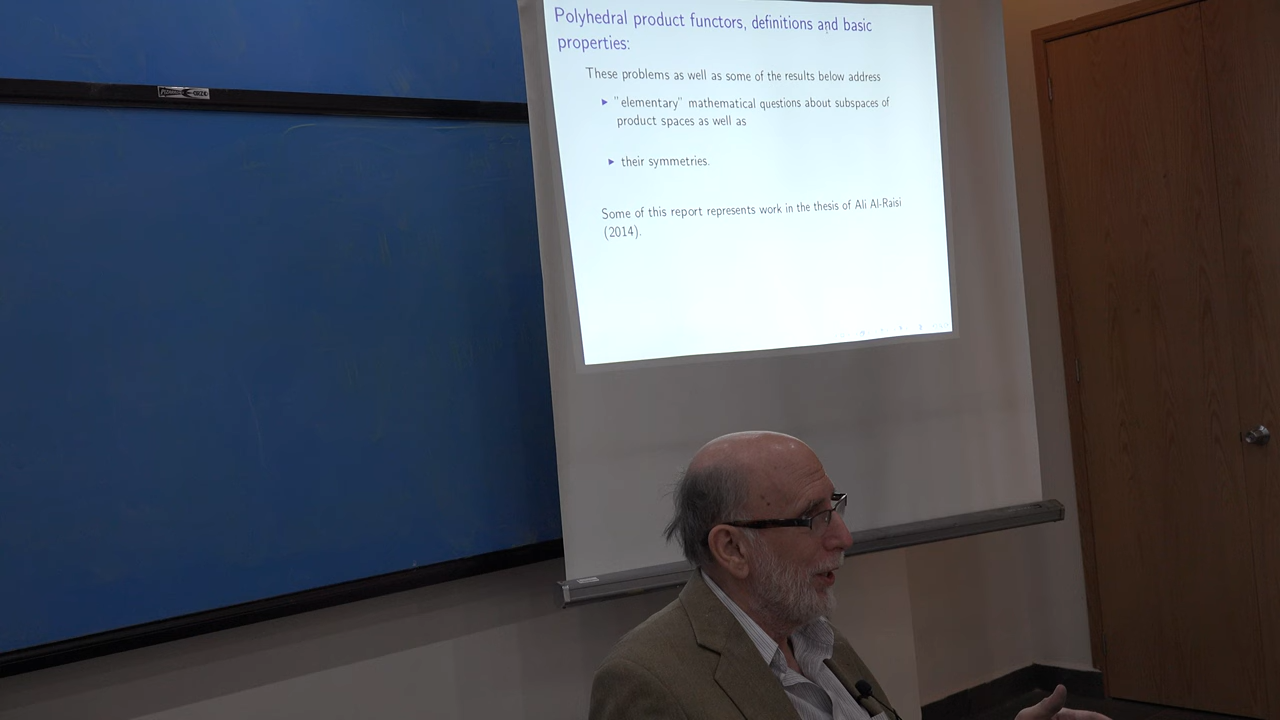 Polyhedral product functors, definitions and basic
properties:
These problems as well as some of the results below address
▶ "elementary" mathematical questions about subspaces of
product spaces as well as
▶ their symmetries.
Some of this report represents work in the thesis of Ali Al-Raisi
(2014).